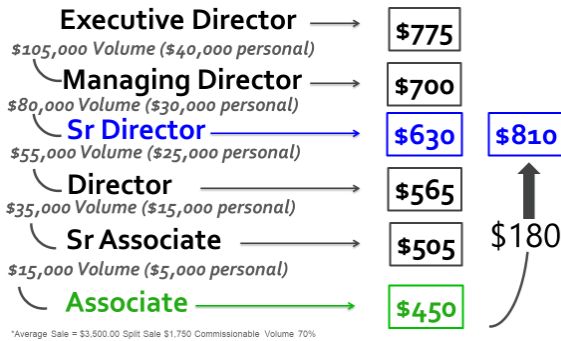 Executive Director $775
$105,000 Volume ($40,000 personal)
Managing Director $700
$80,000 Volume ($30,000 personal)
Sr Director $630 $810
$55,000 Volume ($25,000 personal)
Director $565
$35,000 Volume ($15,000 personal)
Sr Associate $505 $180
$15,000 Volume ($5,000 personal)
Associate $450
*Average Sale = $3,500.00 Split Sale $1,750 Commissionable Volume 70%